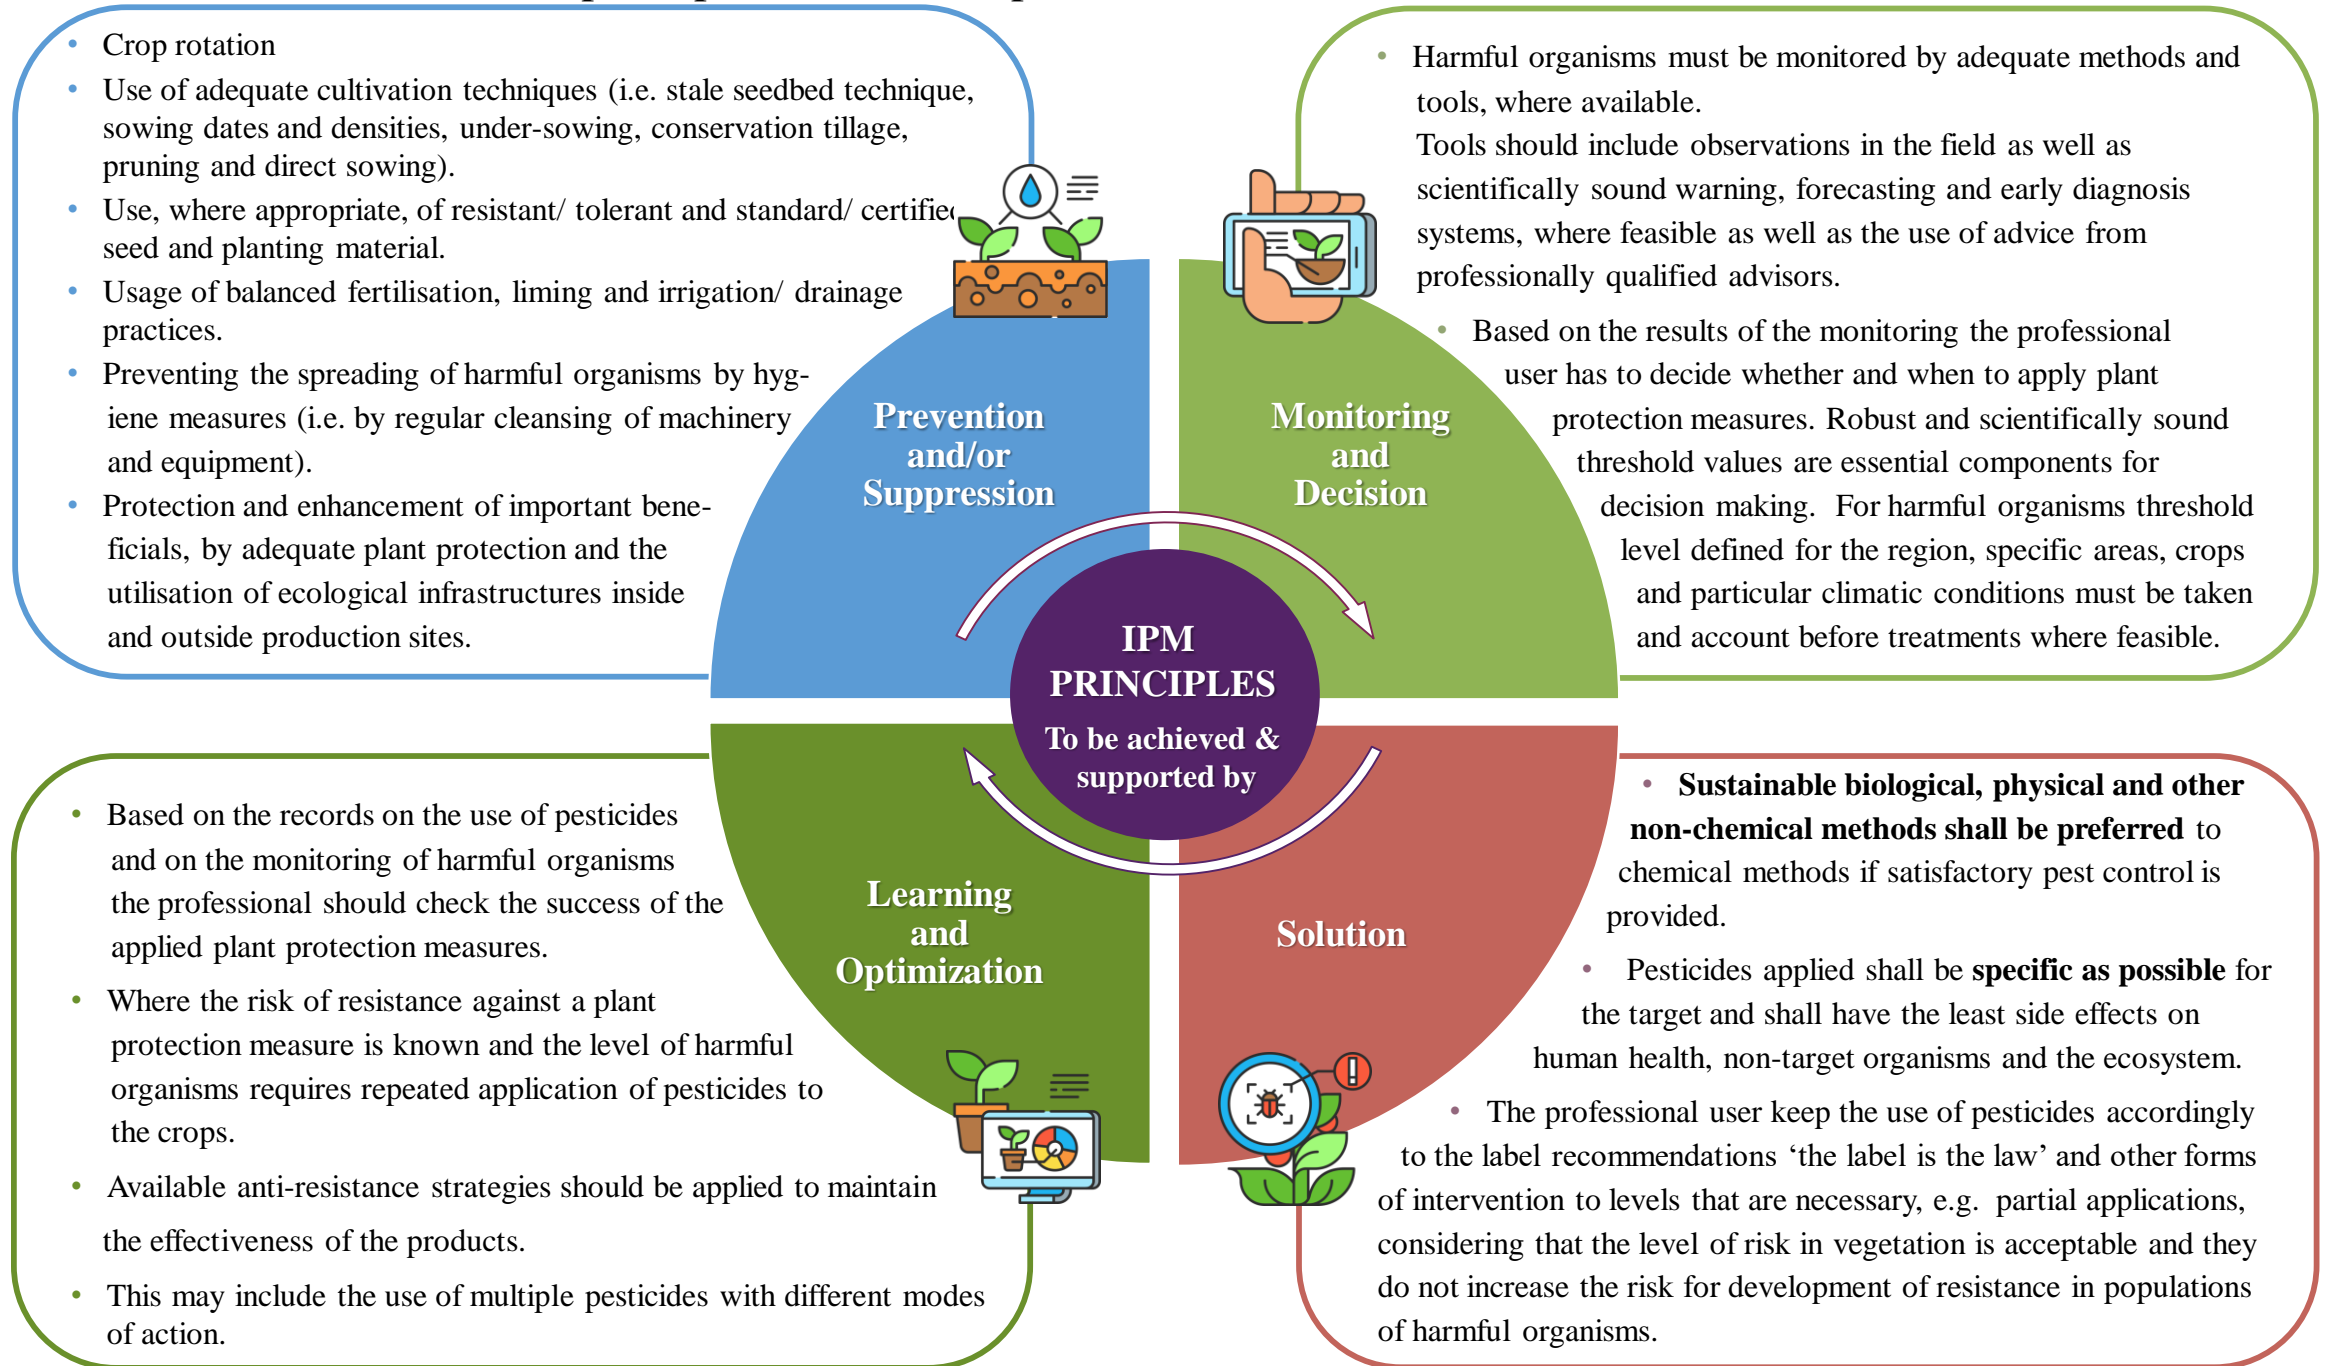 • Crop rotation
• Use of adequate cultivation techniques (i.e. stale seedbed technique,
sowing dates and densities, under-sowing, conservation tillage,
pruning and direct sowing).
• Use, where appropriate, of resistant/ tolerant and standard/ certified
seed and planting material.
• Usage of balanced fertilisation, liming and irrigation/ drainage
practices.
• Preventing the spreading of harmful organisms by hyg-
iene measures (i.e. by regular cleansing of machinery
and equipment).
• Protection and enhancement of important bene-
ficials, by adequate plant protection and the
utilisation of ecological infrastructures inside
and outside production sites.
• Harmful organisms must be monitored by adequate methods and
tools, where available.
Tools should include observations in the field as well as
scientifically sound warning, forecasting and early diagnosis
systems, where feasible as well as the use of advice from
professionally qualified advisors.
• Based on the results of the monitoring the professional
user has to decide whether and when to apply plant
protection measures. Robust and scientifically sound
threshold values are essential components for
decision making. For harmful organisms threshold
level defined for the region, specific areas, crops
and particular climatic conditions must be taken
and account before treatments where feasible.
Prevention
and/or
Suppression
Monitoring
and
Decision
IPM
PRINCIPLES
To be achieved &
supported by
Learning
and
Optimization
Solution
• Based on the records on the use of pesticides
and on the monitoring of harmful organisms
the professional should check the success of the
applied plant protection measures.
• Where the risk of resistance against a plant
protection measure is known and the level of harmful
organisms requires repeated application of pesticides to
the crops.
• Available anti-resistance strategies should be applied to maintain
the effectiveness of the products.
• This may include the use of multiple pesticides with different modes
of action.
• Sustainable biological, physical and other
non-chemical methods shall be preferred to
chemical methods if satisfactory pest control is
provided.
• Pesticides applied shall be specific as possible for
the target and shall have the least side effects on
human health, non-target organisms and the ecosystem.
• The professional user keep the use of pesticides accordingly
to the label recommendations ‘the label is the law’ and other forms
of intervention to levels that are necessary, e.g. partial applications,
considering that the level of risk in vegetation is acceptable and they
do not increase the risk for development of resistance in populations
of harmful organisms.